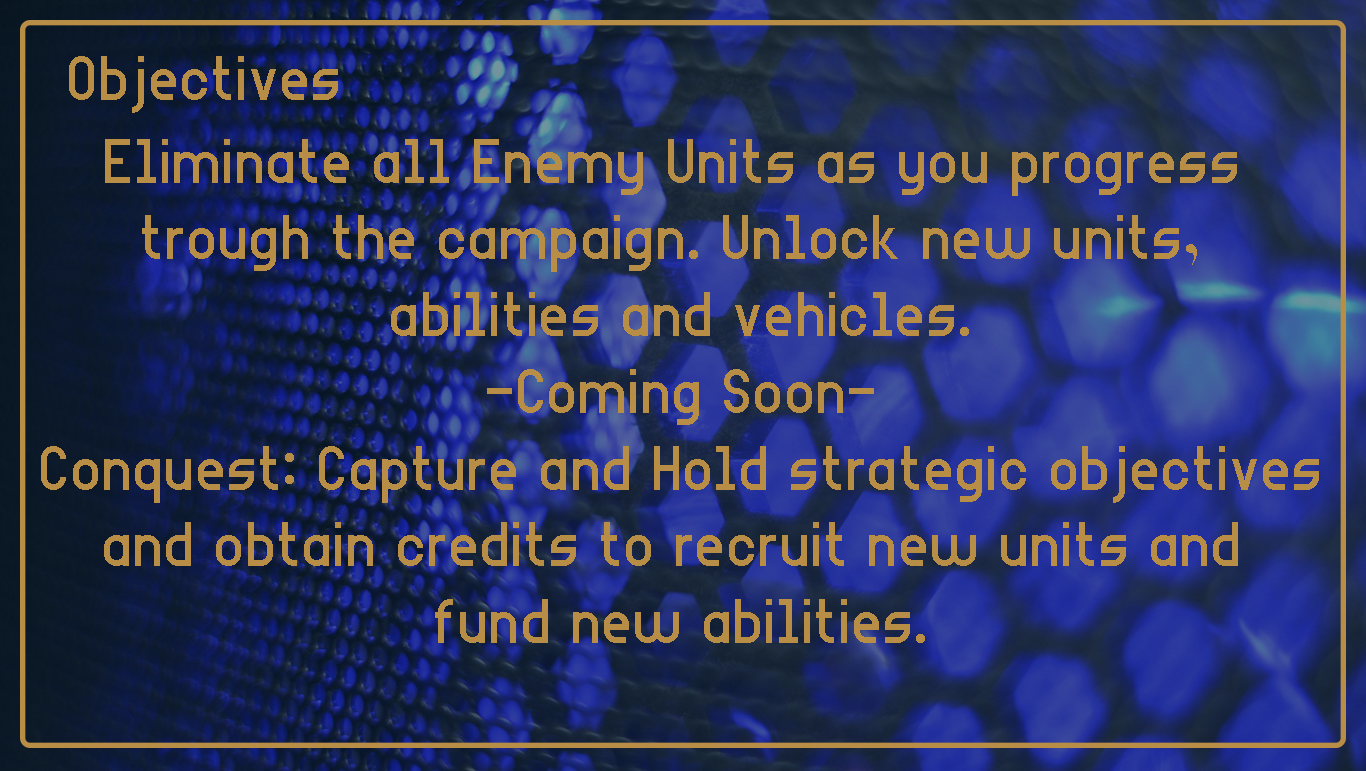 Objectives
Eliminate all Enemy Units as you progress
trough the campaign. Unlock new units,
abilities and vehicles.
-Coming Soon-
Conquest: Capture and Hold strategic objectives
and obtain credits to recruit new units and
fund new abilities.